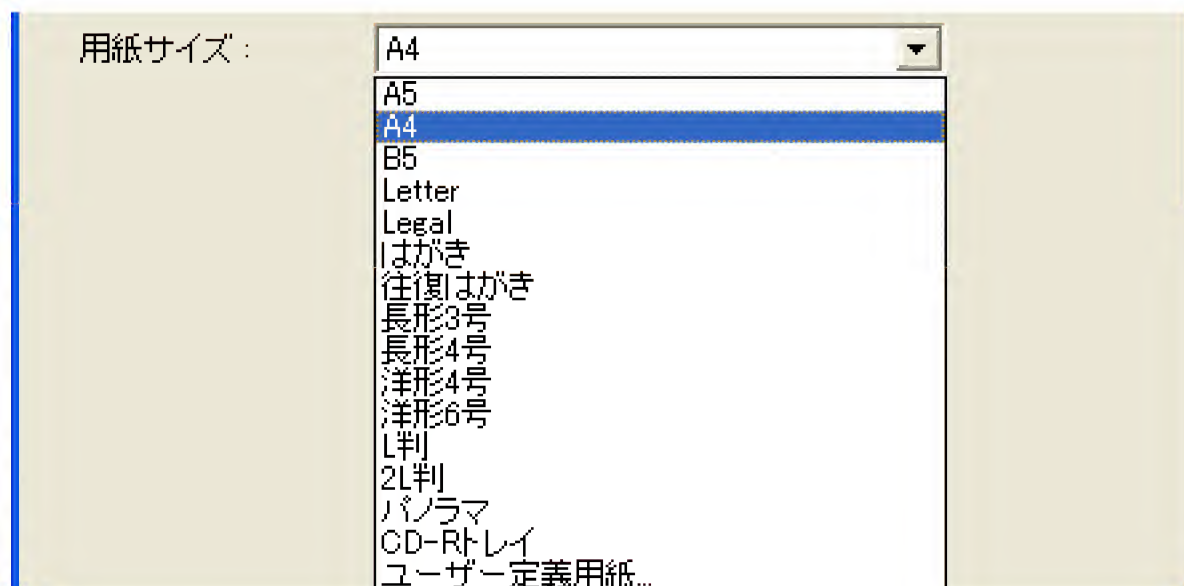 用紙サイズ： A4
A5
A4
B5
Letter
Legal
はがき
往復はがき
長形3号
長形4号
洋形4号
洋形6号
L判
2L判
パノラマ
CD-Rトレイ
ユーザー定義用紙...